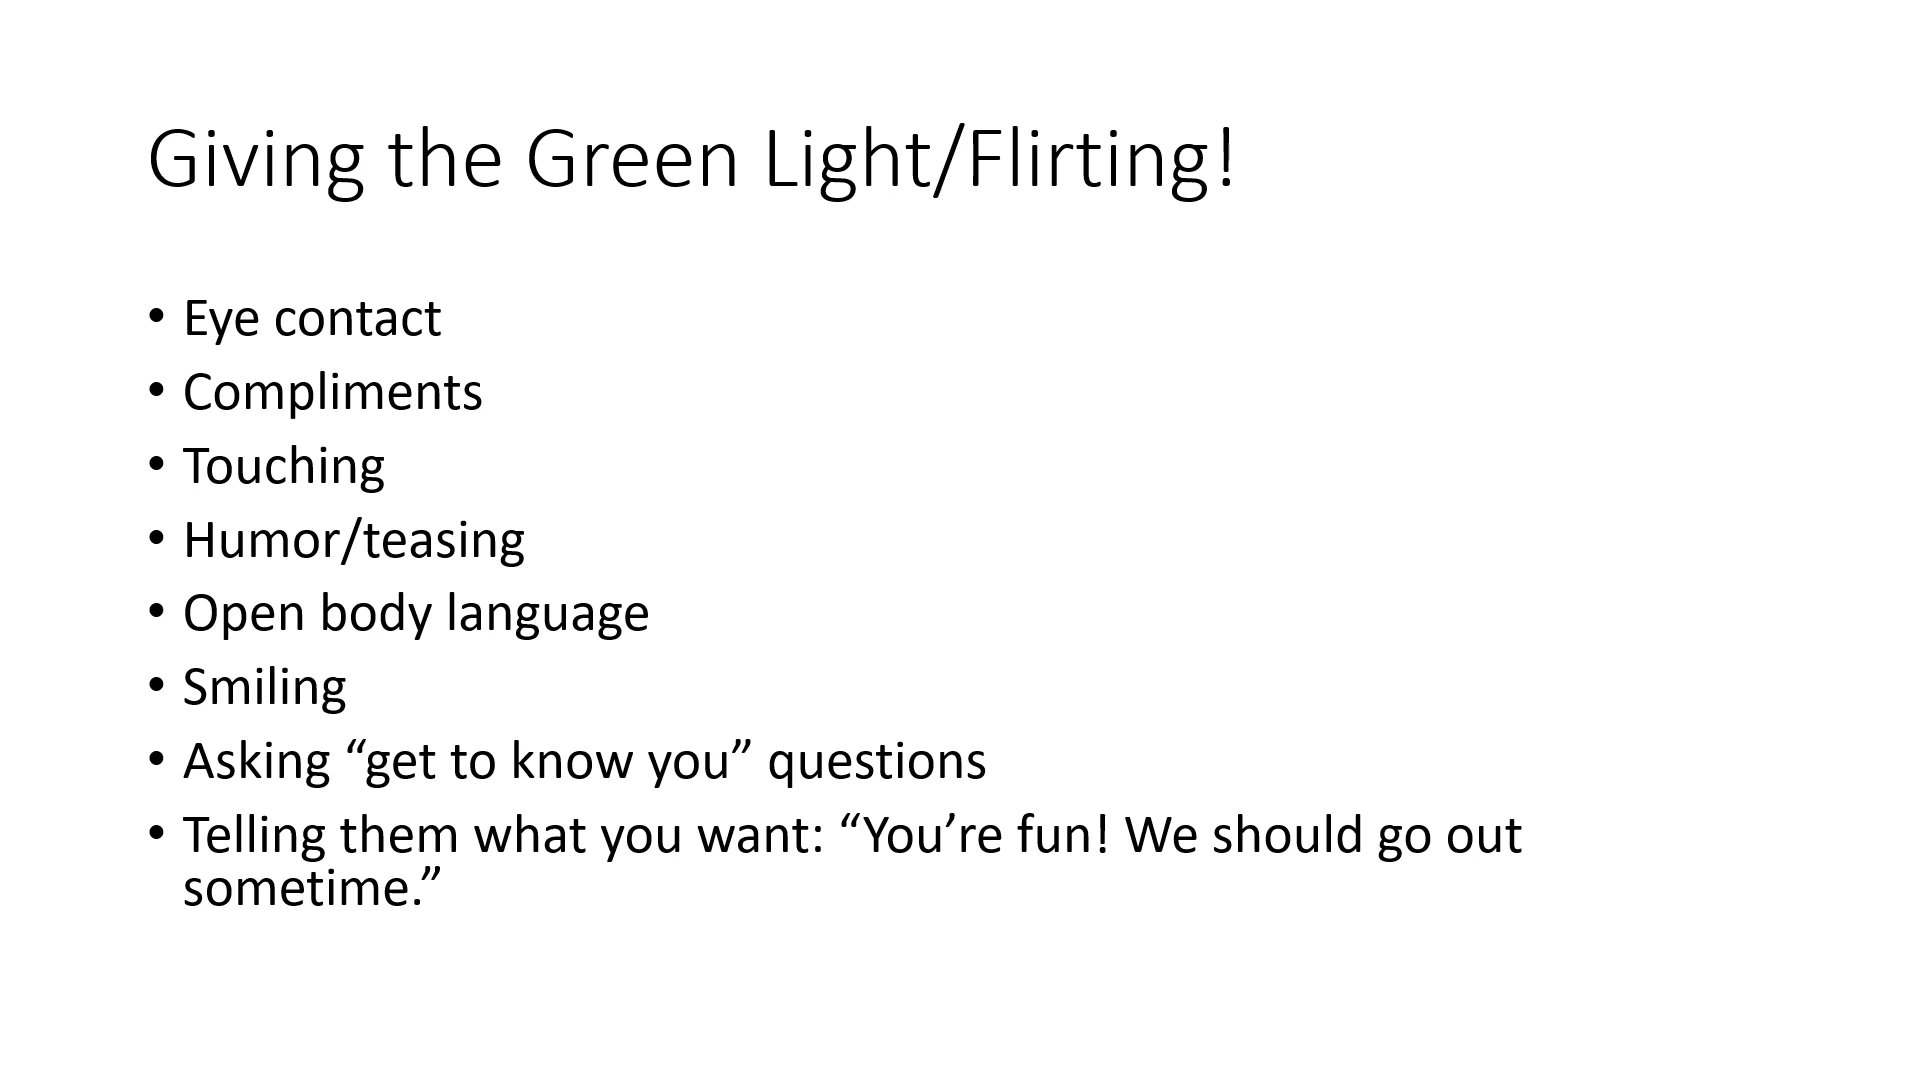 Giving the Green Light/Flirting!
• Eye contact
• Compliments
• Touching
• Humor/teasing
• Open body language
• Smiling
• Asking “get to know you” questions
• Telling them what you want: “You’re fun! We should go out
sometime.”